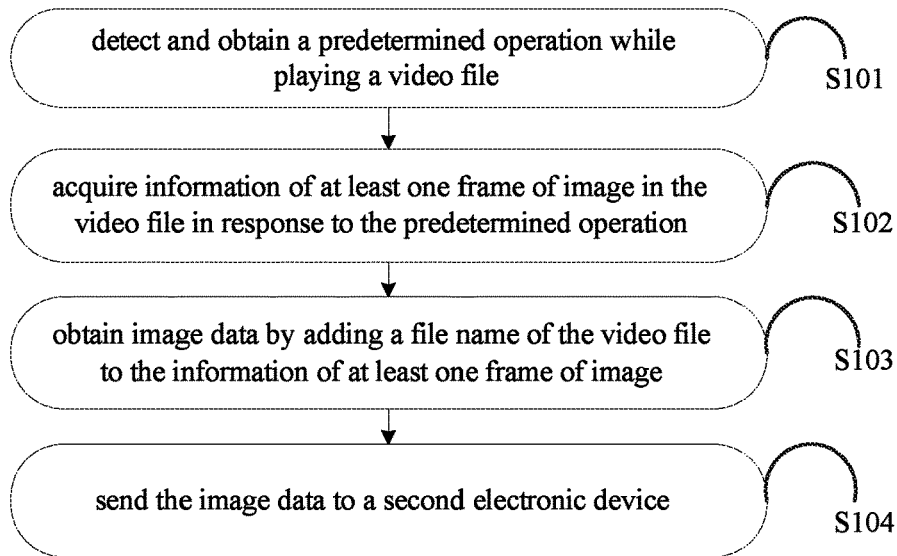 detect and obtain a predetermined operation while
playing a video file
S101
acquire information of at least one frame of image in the
video file in response to the predetermined operation
S102
obtain image data by adding a file name of the video file
to the information of at least one frame of image
S103
send the image data to a second electronic device
S104